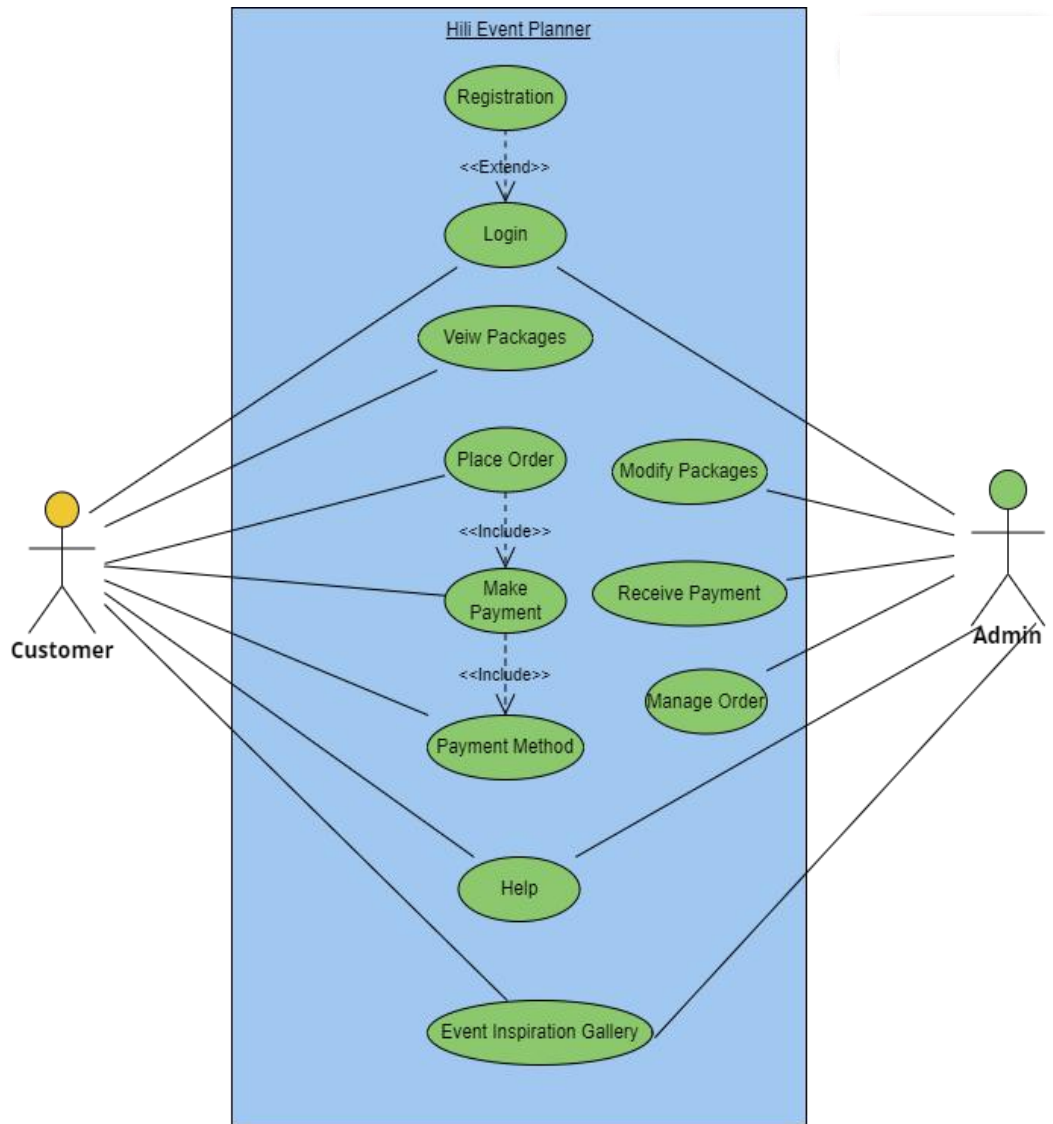 Hili Event Planner
Registration
<<Extend>>
Login
Veiw Packages
Place Order
Modify Packages
<<Include>>
Make
Payment
Receive Payment
Customer
Admin
<<Include>>
Manage Order
Payment Method
Help
Event Inspiration Gallery